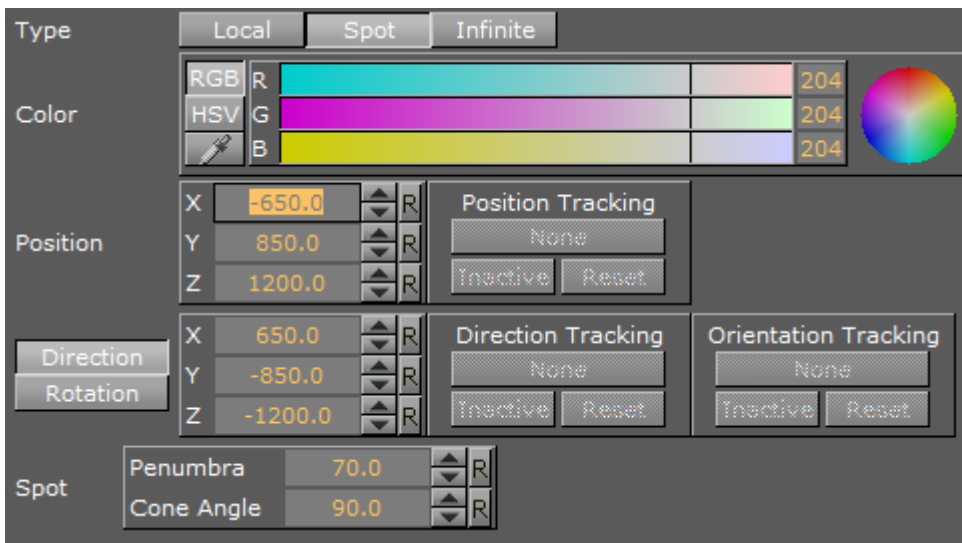 Type Local Spot Infinite
RGB R 204
Color HSV G 204
B 204
X -650.0 R Position Tracking
Position Y 850.0 R None
Z 1200.0 R Inactive Reset
X 650.0 R Direction Tracking Orientation Tracking
Direction Y -850.0 R None None
Rotation Z -1200.0 R Inactive Reset Inactive Reset
Spot Penumbra 70.0 R
Cone Angle 90.0 R